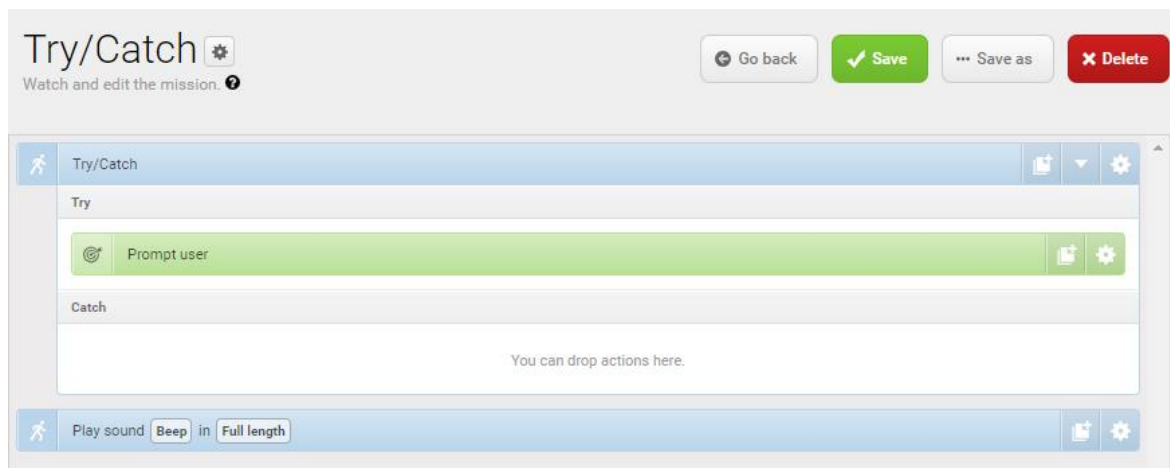 Try/Catch
Watch and edit the mission.
Go back
Save
Save as
Delete
Try/Catch
Try
Prompt user
Catch
You can drop actions here.
Play sound Beep in Full length